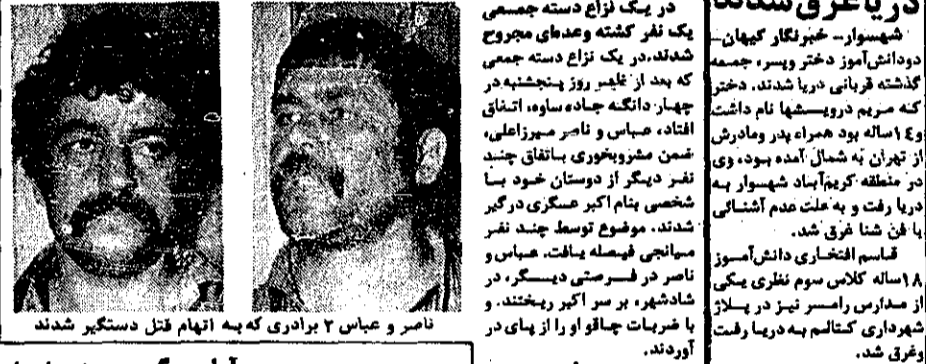 دریا غرق شدند
شهسوار- خبرنگار کیهان-
دودانش‌آموز دختر وپسر، جمعه
گذشته قربانی دریا شدند. دختر
که مریم درویشها نام داشت
و١٤ساله بود همراه پدر ومادرش
از تهران به شمال آمده بود، وی
در منطقه کریم‌آباد شهسوار به
دریا رفت و به علت عدم آشنائی
با فن شنا غرق شد.
قاسم افتخاری دانش‌آموز
١٨ساله کلاس سوم نظری یکی
از مدارس رامسر نیز در پلاژ
شهرداری کتالم به دریا رفت
وغرق شد.
در یک نزاع دسته جمعی
یک نفر کشته وعده‌ای مجروح
شدند،در یک نزاع دسته جمعی
که بعد از ظهر روز پنجشنبه در
چهار دانگه جاده ساوه، اتفاق
افتاد، عباس و ناصر میرزاعلی،
ضمن مشروبخوری باتفاق چند
نفر دیگر از دوستان خود با
شخصی بنام اکبر عسگری درگیر
شدند. موضوع توسط چند نفر
میانجی فیصله یافت. عباس و
ناصر در فرصتی دیگر، در
شادشهر، بر سر اکبر ریختند. و
با ضربات چاقو او را از پای در
آوردند.
ناصر و عباس ٢ برادری که به اتهام قتل دستگیر شدند